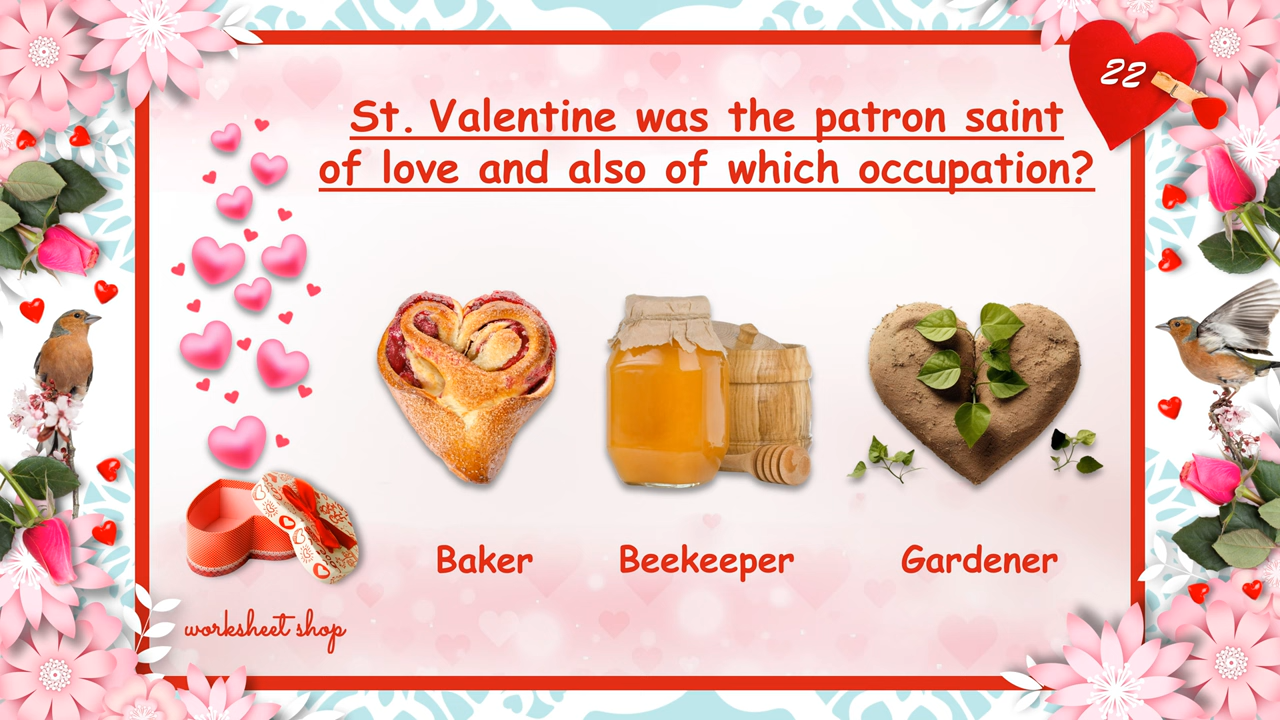 22
St. Valentine was the patron saint
of love and also of which occupation?
Baker Beekeeper Gardener
worksheet shop